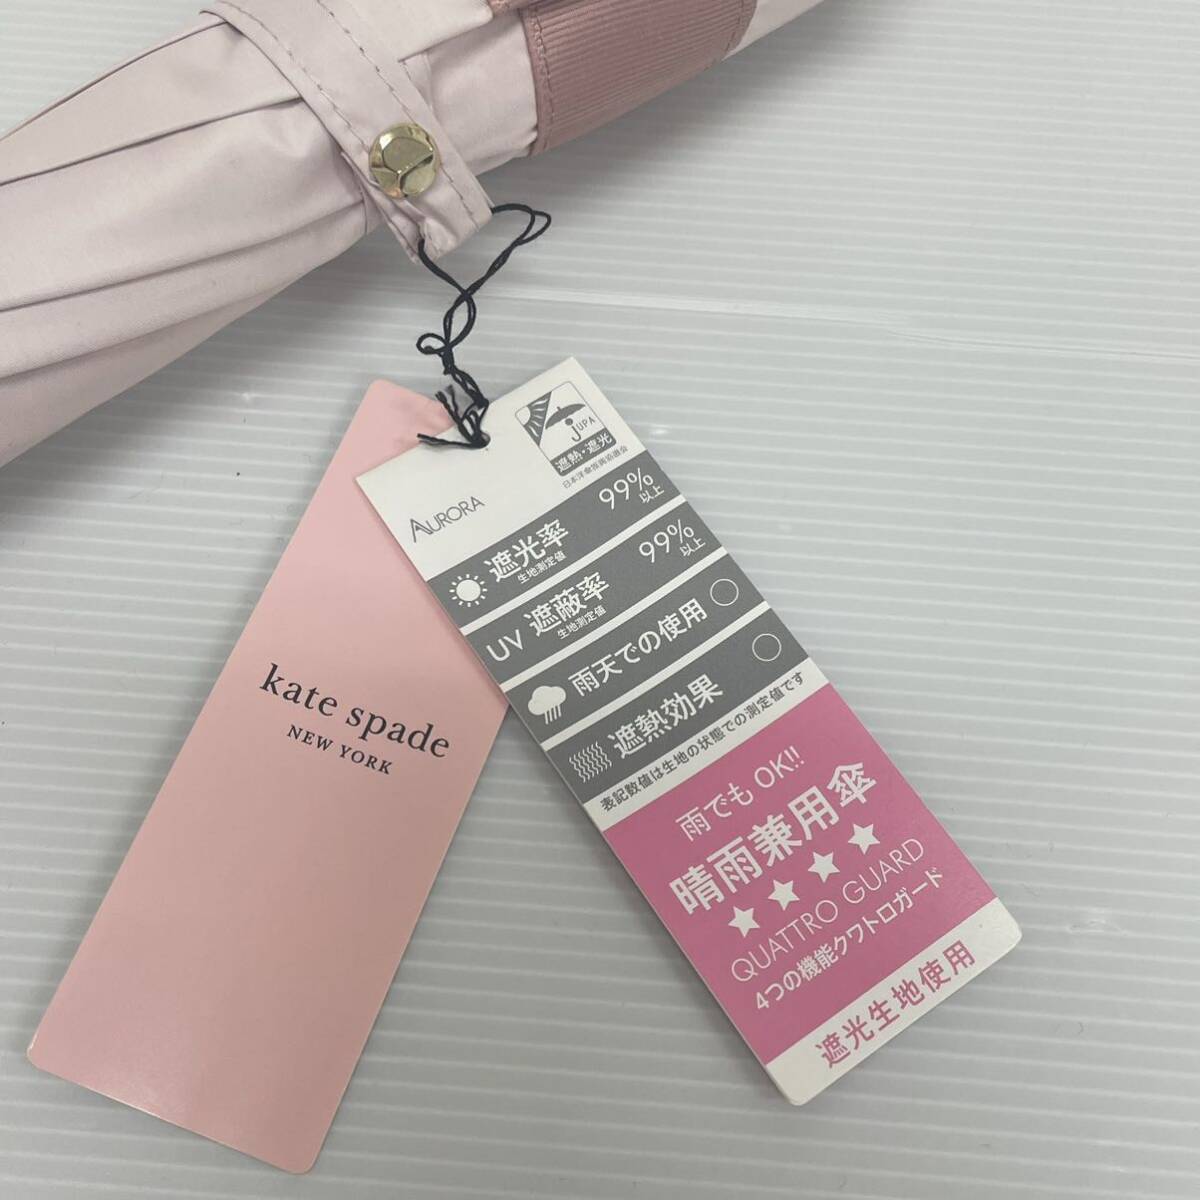 kate spade
NEW YORK
JUPA
遮熱・遮光
日本洋傘振興協議会
AURORA
遮光率 99%以上
生地測定値
UV 遮蔽率 99%以上
生地測定値
雨天での使用 ○
遮熱効果 ○
表記数値は生地の状態での測定値です
雨でも OK!!
晴雨兼用傘
★ ★ ★ ★
QUATTRO GUARD
4つの機能クワトロガード
遮光生地使用